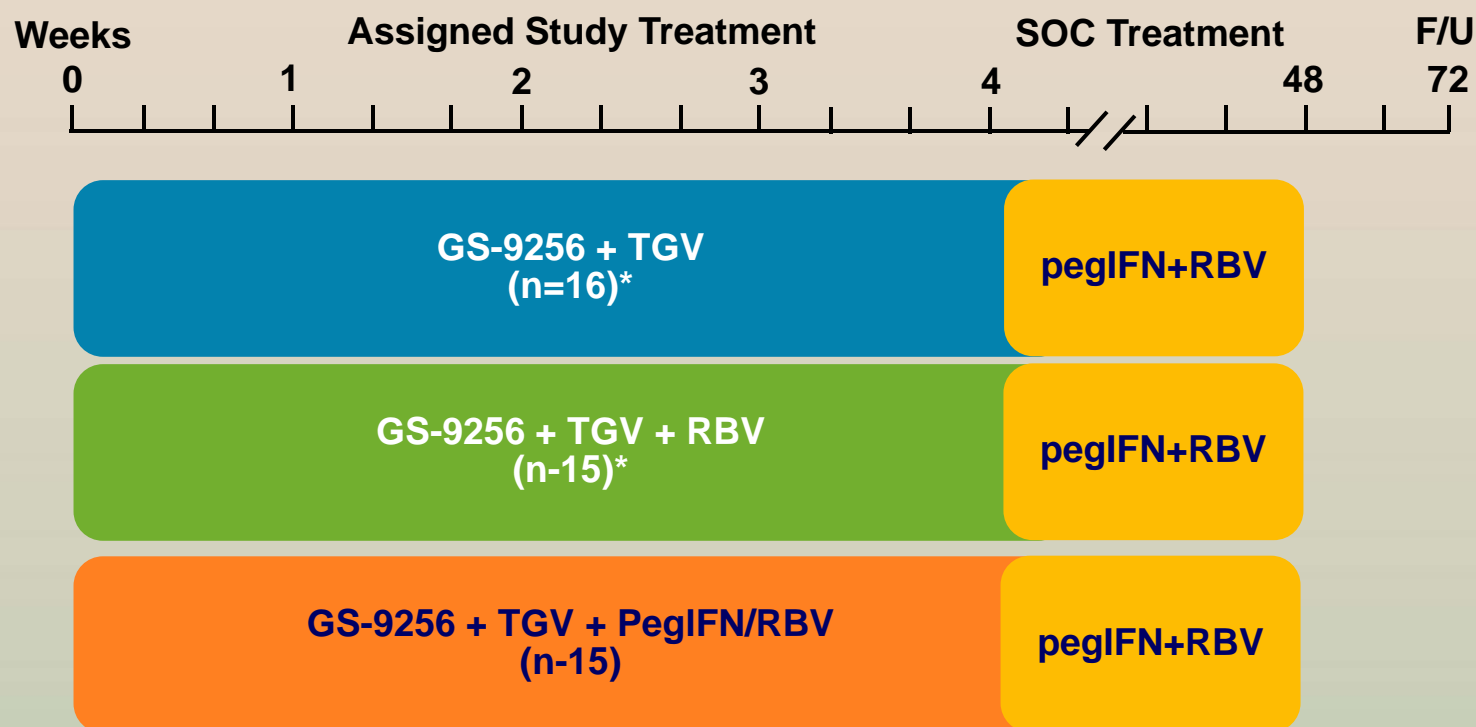 Weeks Assigned Study Treatment SOC Treatment F/U
0 1 2 3 4 48 72
GS-9256 + TGV
(n=16)*
pegIFN+RBV
GS-9256 + TGV + RBV
(n-15)*
pegIFN+RBV
GS-9256 + TGV + PegIFN/RBV
(n-15)
pegIFN+RBV